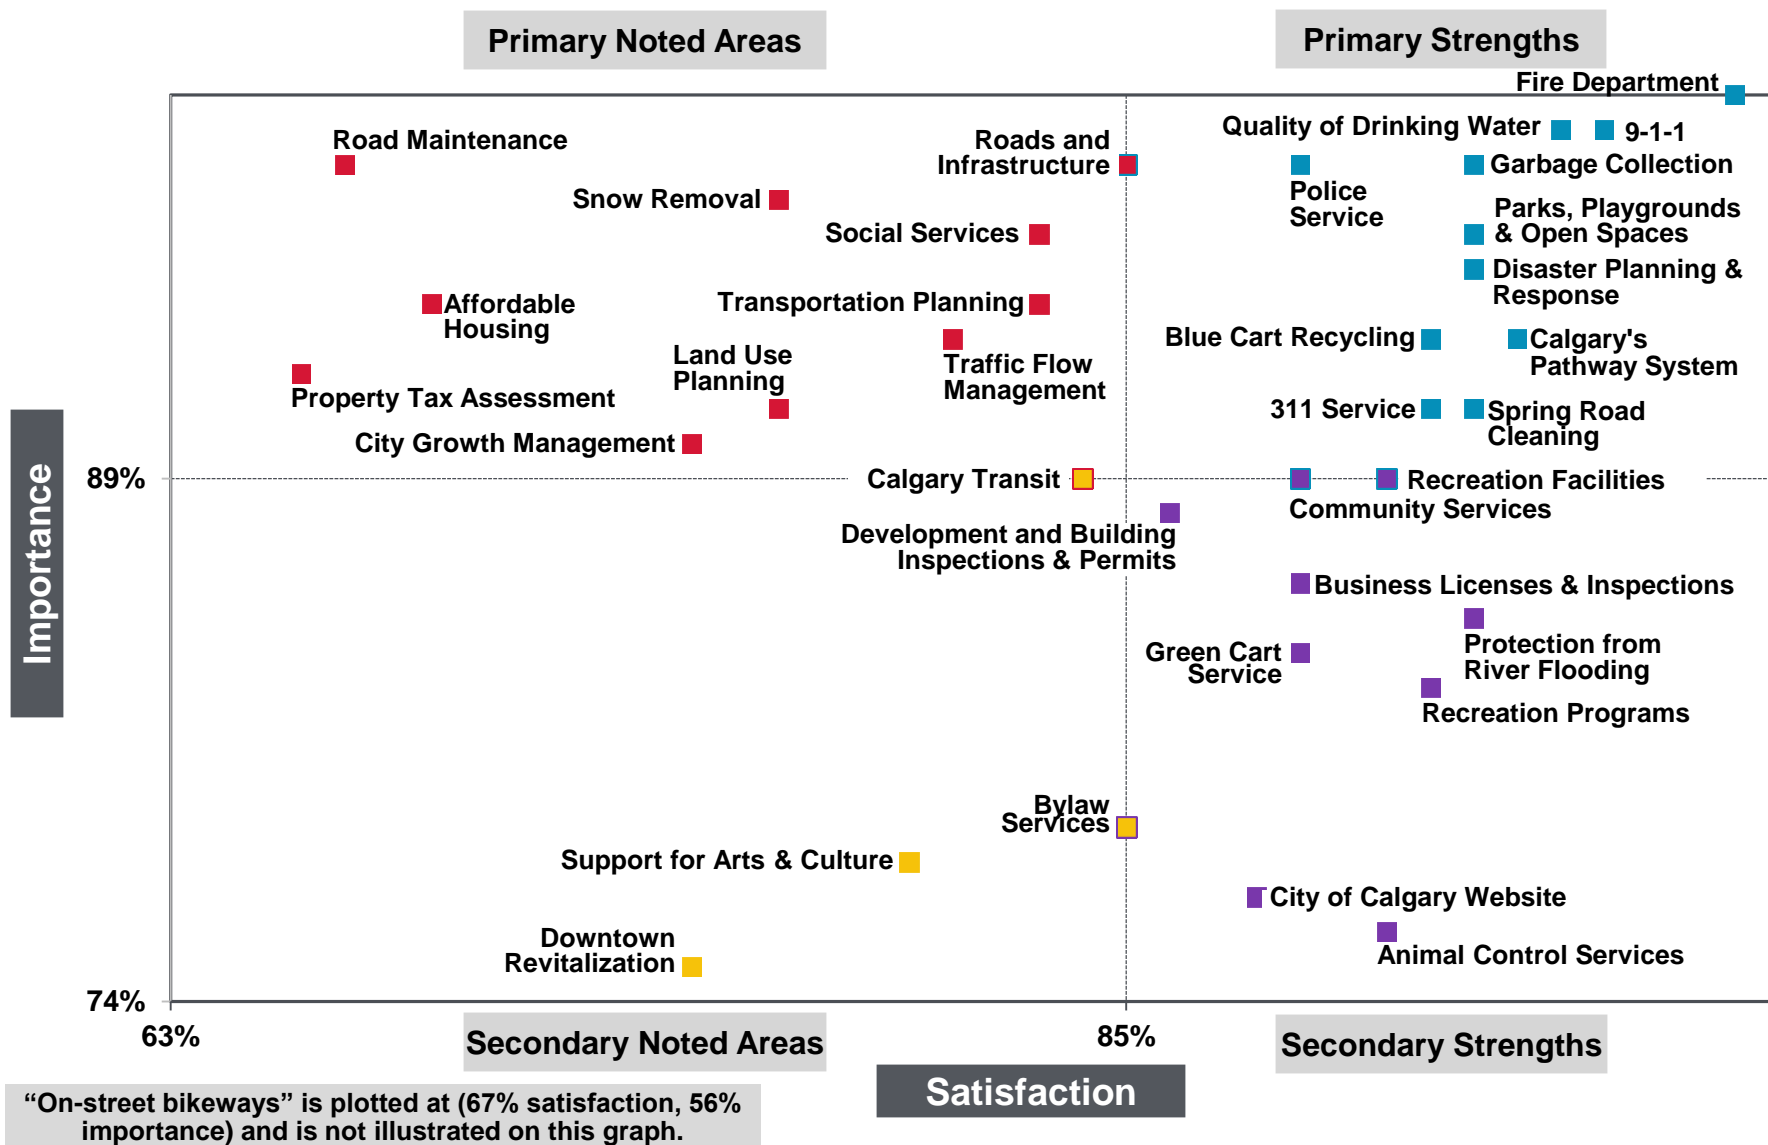 Primary Noted Areas
Primary Strengths
Fire Department
Quality of Drinking Water
9-1-1
Road Maintenance
Roads and
Infrastructure
Garbage Collection
Police
Service
Snow Removal
Parks, Playgrounds
& Open Spaces
Social Services
Disaster Planning &
Response
Affordable
Housing
Transportation Planning
Blue Cart Recycling
Calgary's
Pathway System
Land Use
Planning
Traffic Flow
Management
Property Tax Assessment
311 Service
Spring Road
Cleaning
City Growth Management
Importance
89%
Calgary Transit
Recreation Facilities
Community Services
Development and Building
Inspections & Permits
Business Licenses & Inspections
Green Cart
Service
Protection from
River Flooding
Recreation Programs
Bylaw
Services
Support for Arts & Culture
City of Calgary Website
Downtown
Revitalization
Animal Control Services
74%
63%
85%
Secondary Noted Areas
Secondary Strengths
Satisfaction
“On-street bikeways” is plotted at (67% satisfaction, 56%
importance) and is not illustrated on this graph.